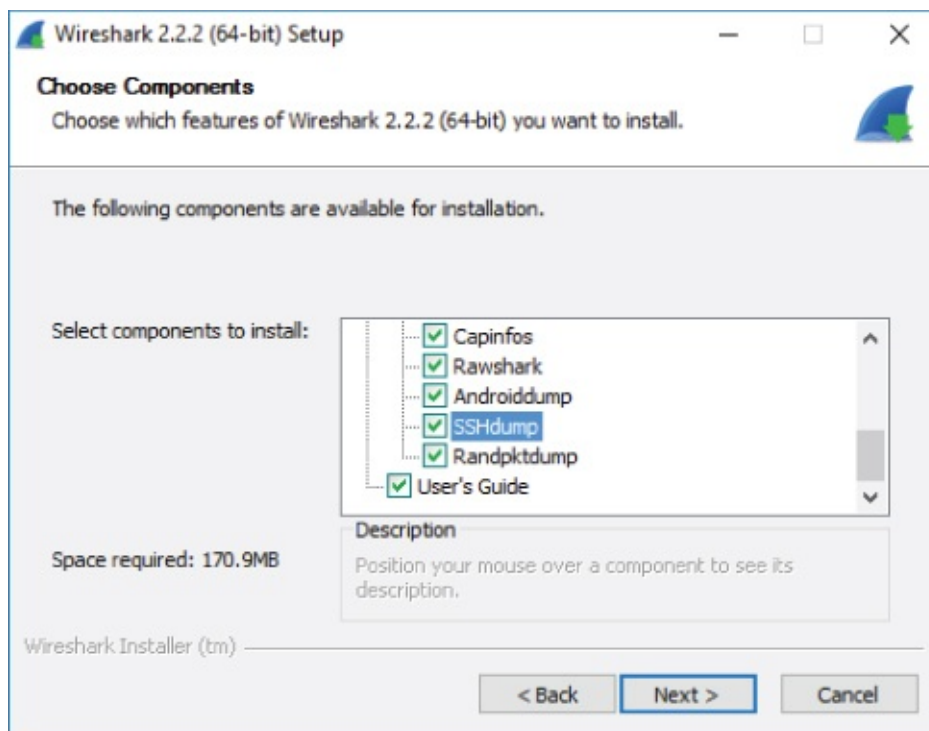 Wireshark 2.2.2 (64-bit) Setup
Choose Components
Choose which features of Wireshark 2.2.2 (64-bit) you want to install.
The following components are available for installation.
Select components to install:
Capinfos
Rawshark
Androiddump
SSHdump
Randpktdump
User's Guide
Space required: 170.9MB
Description
Position your mouse over a component to see its
description.
Wireshark Installer (tm)
< Back
Next >
Cancel